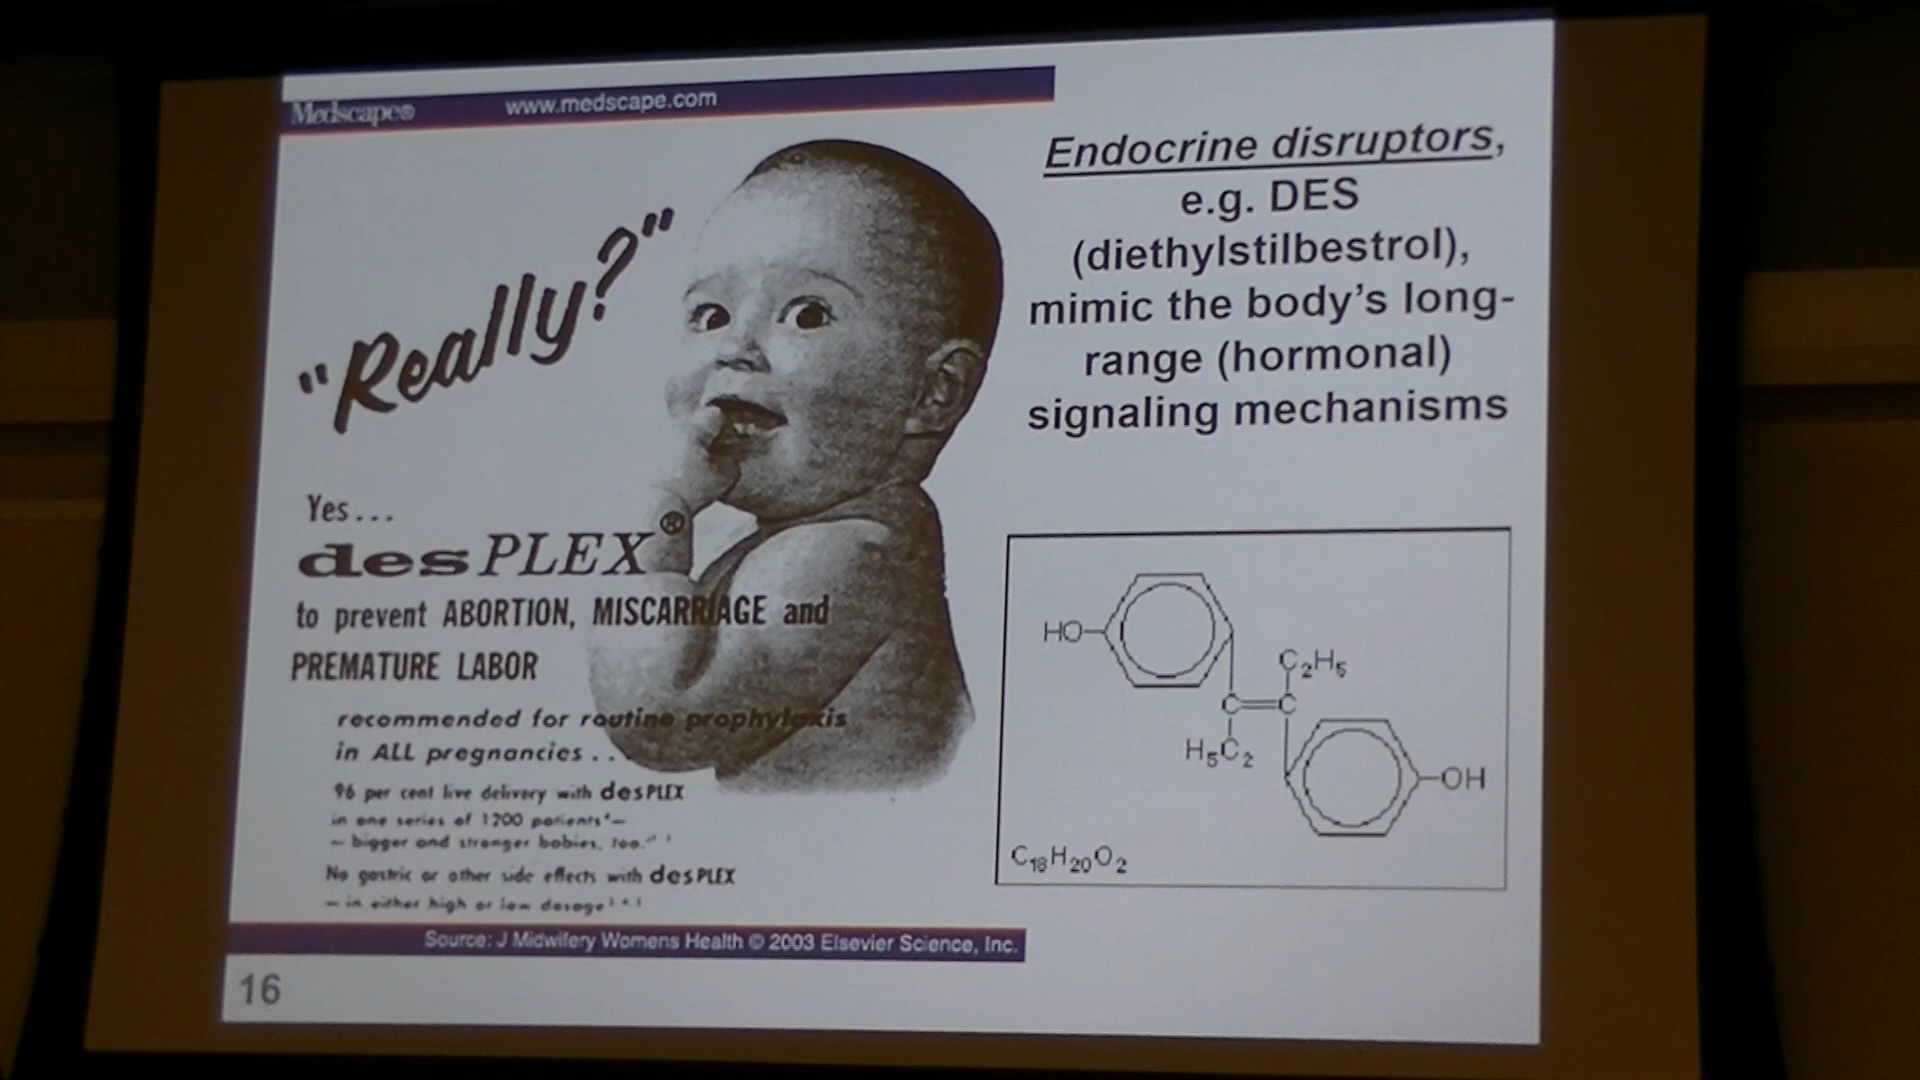 Medscape® www.medscape.com
"Really?"
Yes...
desPLEX®
to prevent ABORTION, MISCARRIAGE and
PREMATURE LABOR
recommended for routine prophylaxis
in ALL pregnancies . .
96 per cent live delivery with desPLEX
in one series of 1200 patients⁴—
— bigger and stronger babies, too.
No gastric or other side effects with desPLEX
— in either high or low dosage
Source: J Midwifery Womens Health © 2003 Elsevier Science, Inc.
16
Endocrine disruptors,
e.g. DES
(diethylstilbestrol),
mimic the body's long-
range (hormonal)
signaling mechanisms
HO
C₂H₅
C C
H₅C₂
OH
C₁₈H₂₀O₂